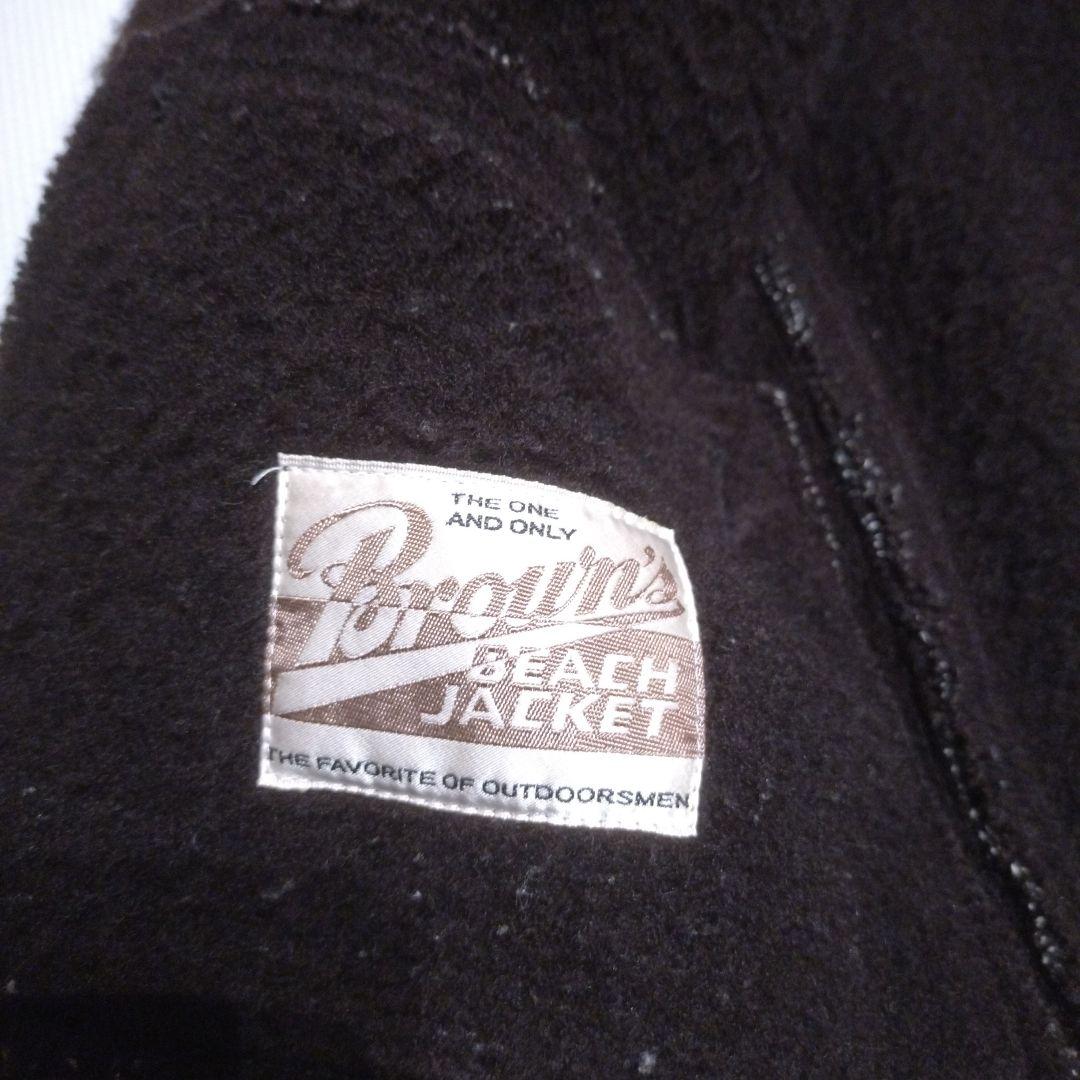 THE ONE
AND ONLY
Brown's
BEACH
JACKET
THE FAVORITE OF OUTDOORSMEN